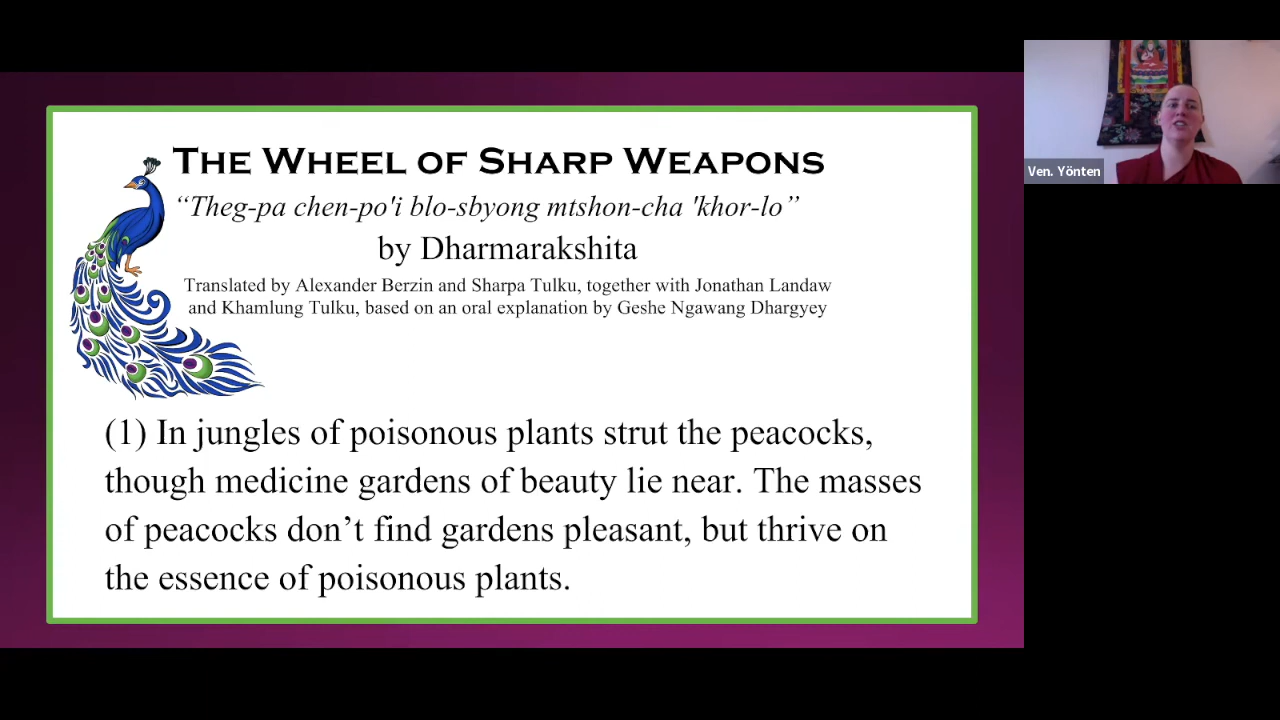 THE WHEEL OF SHARP WEAPONS
“Theg-pa chen-po'i blo-sbyong mtshon-cha 'khor-lo”
by Dharmarakshita
Translated by Alexander Berzin and Sharpa Tulku, together with Jonathan Landaw
and Khamlung Tulku, based on an oral explanation by Geshe Ngawang Dhargyey
(1) In jungles of poisonous plants strut the peacocks,
though medicine gardens of beauty lie near. The masses
of peacocks don’t find gardens pleasant, but thrive on
the essence of poisonous plants.
Ven. Yönten